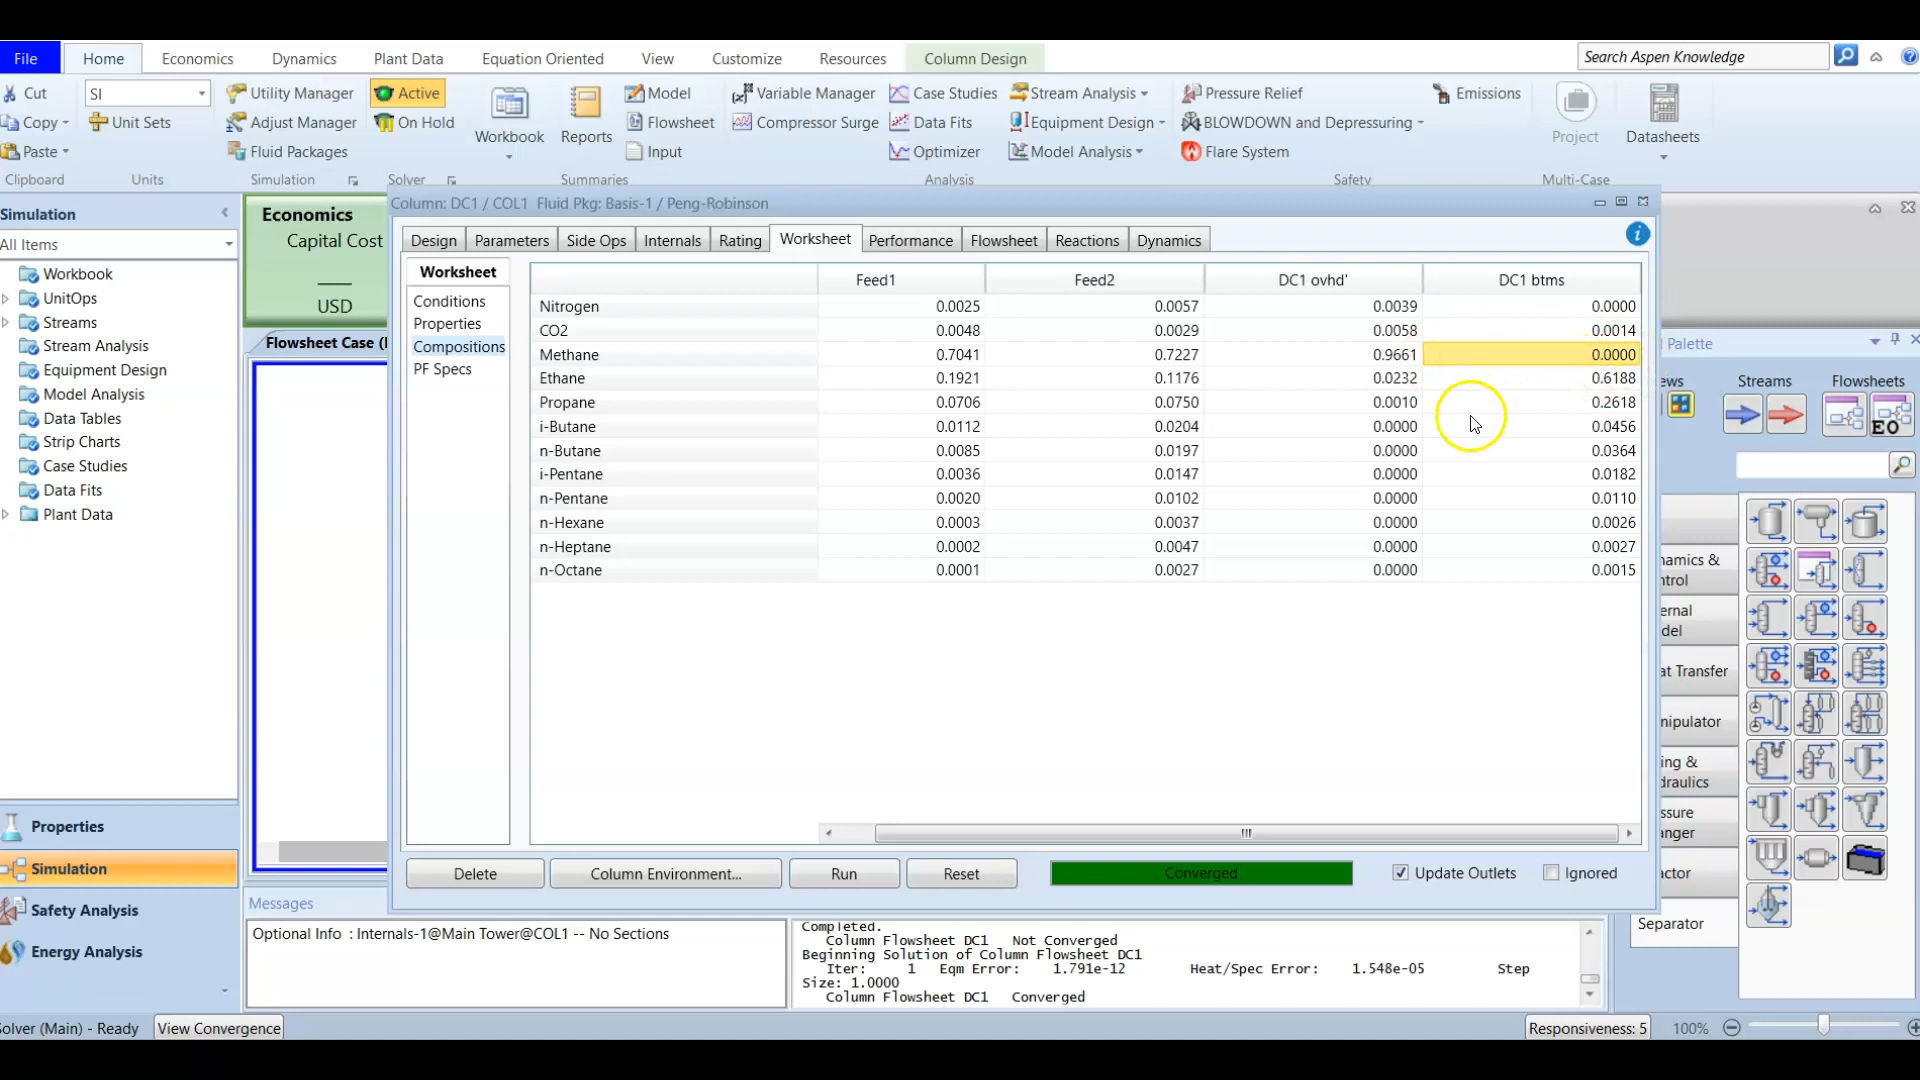 File Home Economics Dynamics Plant Data Equation Oriented View Customize Resources Column Design Search Aspen Knowledge
Cut SI Utility Manager Active Model Variable Manager Case Studies Stream Analysis Pressure Relief Emissions
Copy Unit Sets Adjust Manager On Hold Workbook Reports Flowsheet Compressor Surge Data Fits Equipment Design BLOWDOWN and Depressuring Project Datasheets
Paste Fluid Packages Input Optimizer Model Analysis Flare System
Clipboard Units Simulation Solver Summaries Analysis Safety Multi-Case
Column: DC1 / COL1 Fluid Pkg: Basis-1 / Peng-Robinson
Simulation
All Items
Workbook
UnitOps
Streams
Stream Analysis
Equipment Design
Model Analysis
Data Tables
Strip Charts
Case Studies
Data Fits
Plant Data
Properties
Simulation
Safety Analysis
Energy Analysis
Economics
Capital Cost
USD
Flowsheet Case (
Design Parameters Side Ops Internals Rating Worksheet Performance Flowsheet Reactions Dynamics
Worksheet
Conditions
Properties
Compositions
PF Specs
Feed1 Feed2 DC1 ovhd' DC1 btms
Nitrogen 0.0025 0.0057 0.0039 0.0000
CO2 0.0048 0.0029 0.0058 0.0014
Methane 0.7041 0.7227 0.9661 0.0000
Ethane 0.1921 0.1176 0.0232 0.6188
Propane 0.0706 0.0750 0.0010 0.2618
i-Butane 0.0112 0.0204 0.0000 0.0456
n-Butane 0.0085 0.0197 0.0000 0.0364
i-Pentane 0.0036 0.0147 0.0000 0.0182
n-Pentane 0.0020 0.0102 0.0000 0.0110
n-Hexane 0.0003 0.0037 0.0000 0.0026
n-Heptane 0.0002 0.0047 0.0000 0.0027
n-Octane 0.0001 0.0027 0.0000 0.0015
Delete Column Environment... Run Reset Converged Update Outlets Ignored
Palette
ews Streams Flowsheets
EO
namics &
ntrol
ernal
del
at Transfer
nipulator
ing &
draulics
ssure
nger
actor
Separator
Messages
Optional Info : Internals-1@Main Tower@COL1 -- No Sections
Completed.
Column Flowsheet DC1 Not Converged
Beginning Solution of Column Flowsheet DC1
Iter: 1 Eqm Error: 1.791e-12 Heat/Spec Error: 1.548e-05 Step
Size: 1.0000
Column Flowsheet DC1 Converged
Solver (Main) - Ready View Convergence Responsiveness: 5 100%